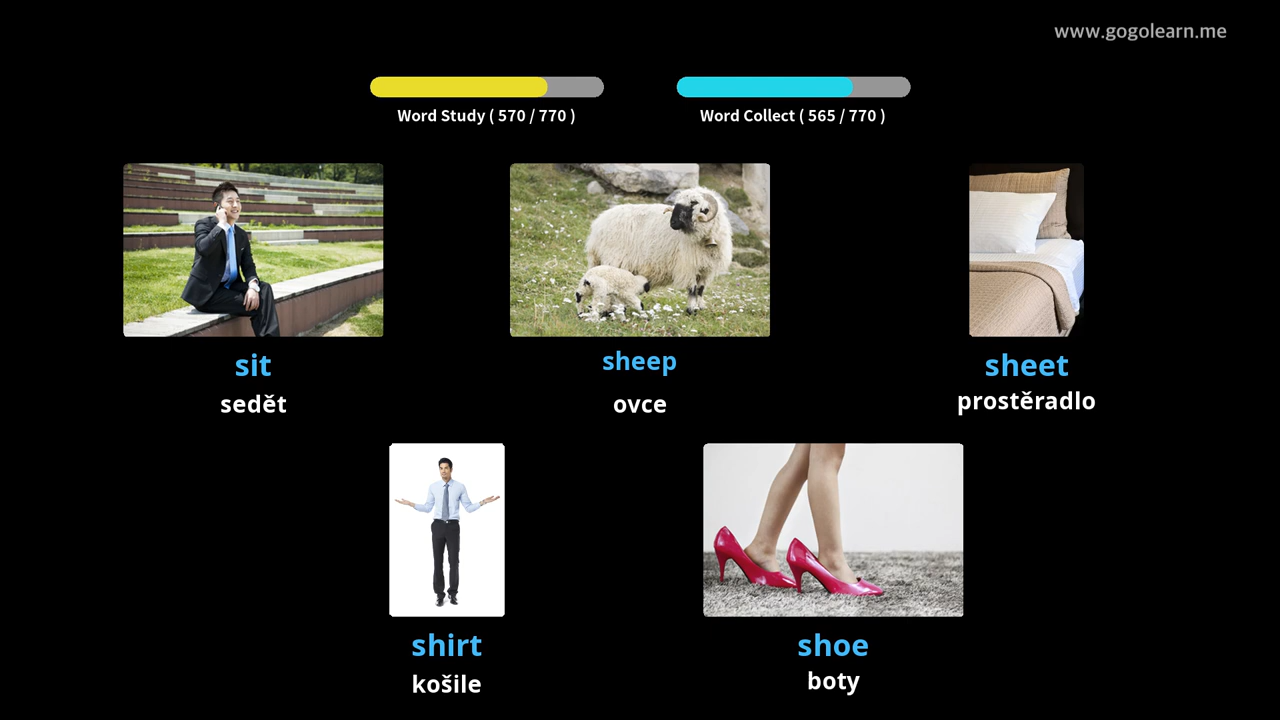 www.gogolearn.me
Word Study ( 570 / 770 )
Word Collect ( 565 / 770 )
sit
sedět
sheep
ovce
sheet
prostěradlo
shirt
košile
shoe
boty